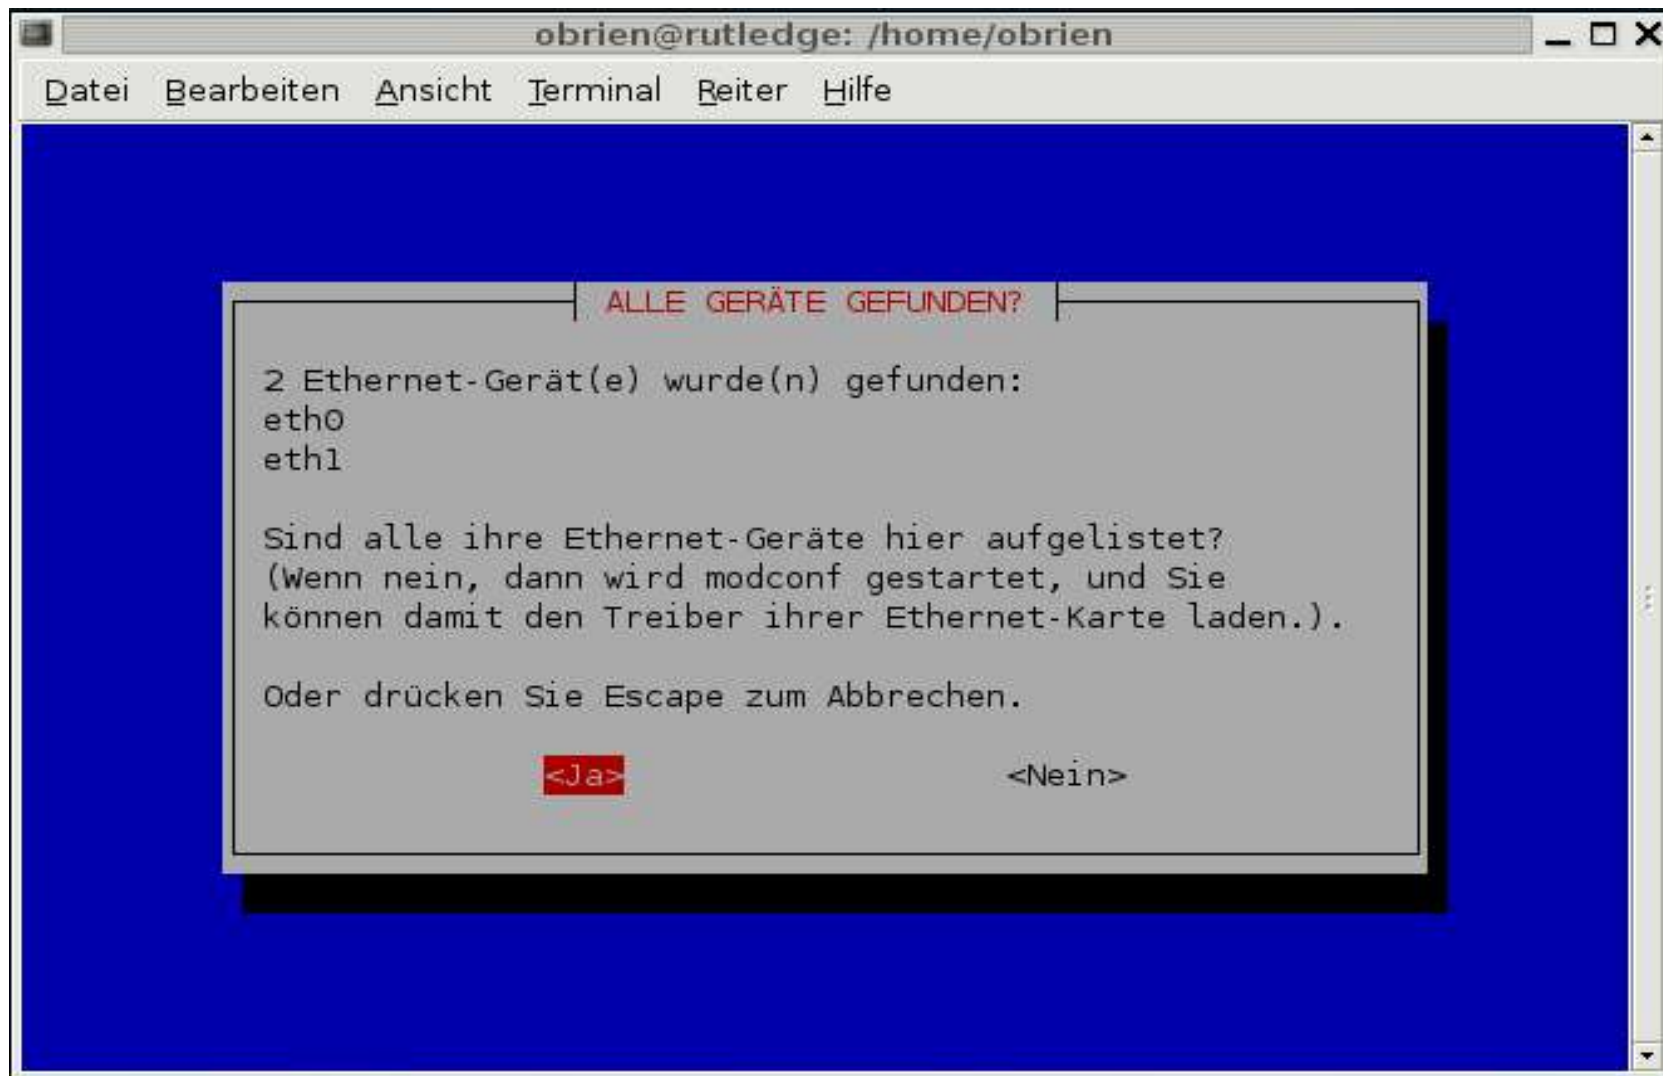 obrien@rutledge: /home/obrien
Datei Bearbeiten Ansicht Terminal Reiter Hilfe
ALLE GERÄTE GEFUNDEN?
2 Ethernet-Gerät(e) wurde(n) gefunden:
eth0
eth1
Sind alle ihre Ethernet-Geräte hier aufgelistet?
(Wenn nein, dann wird modconf gestartet, und Sie
können damit den Treiber ihrer Ethernet-Karte laden.).
Oder drücken Sie Escape zum Abbrechen.
<Ja> <Nein>